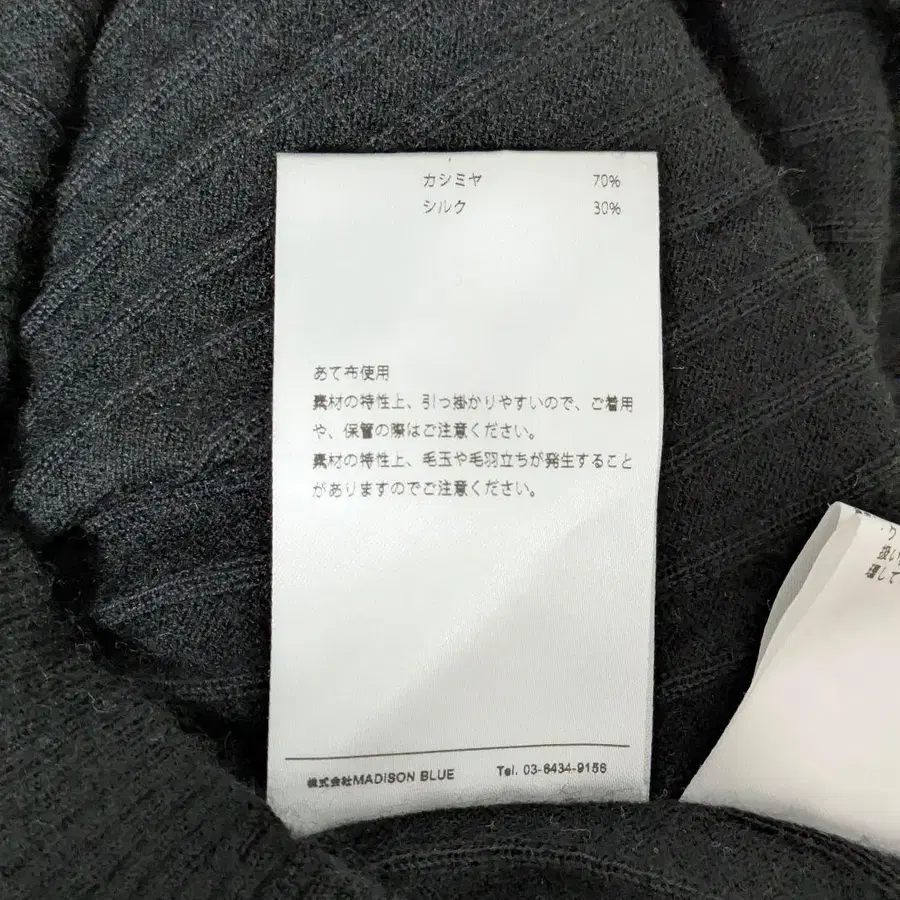 カシミヤ 70%
シルク 30%
あて布使用
素材の特性上、引っ掛かりやすいので、ご着用
や、保管の際はご注意ください。
素材の特性上、毛玉や毛羽立ちが発生すること
がありますのでご注意ください。
株式会社MADISON BLUE Tel. 03-6434-9156
扱い
して